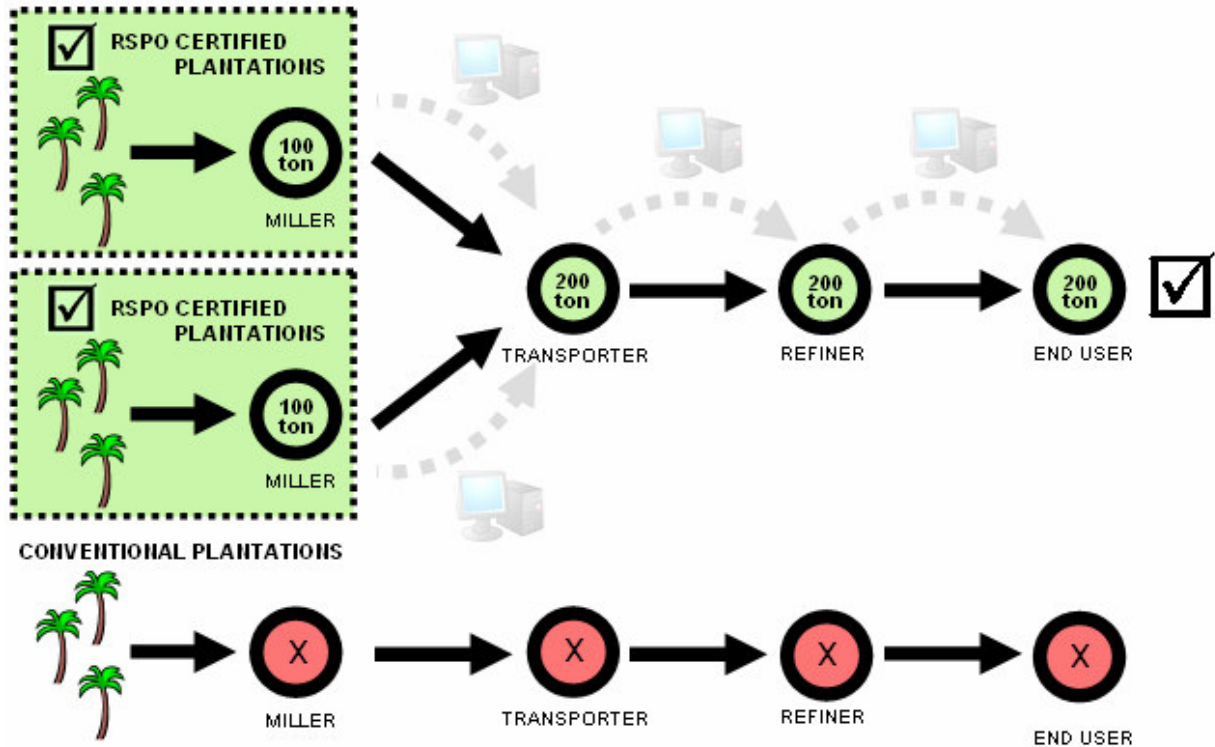 RSPO CERTIFIED
PLANTATIONS
100
ton
MILLER
RSPO CERTIFIED
PLANTATIONS
100
ton
MILLER
200
ton
TRANSPORTER
200
ton
REFINER
200
ton
END USER
CONVENTIONAL PLANTATIONS
X
MILLER
X
TRANSPORTER
X
REFINER
X
END USER